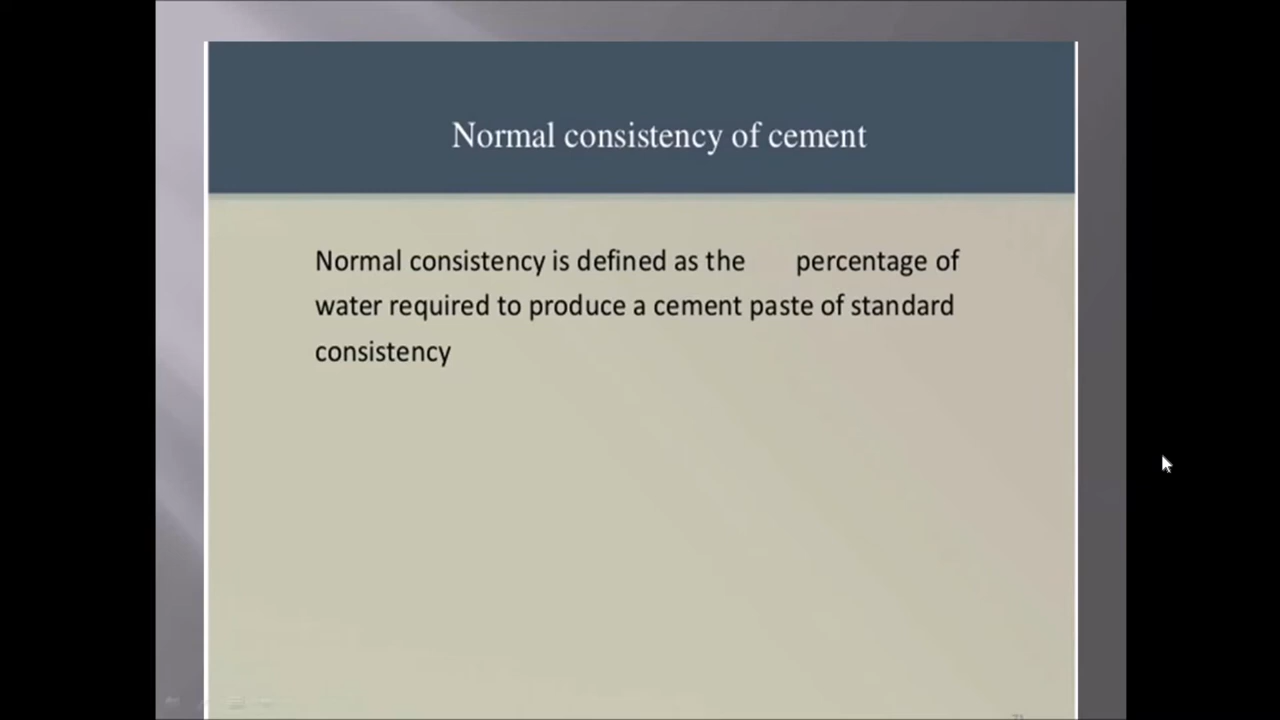 Normal consistency of cement
Normal consistency is defined as the percentage of
water required to produce a cement paste of standard
consistency